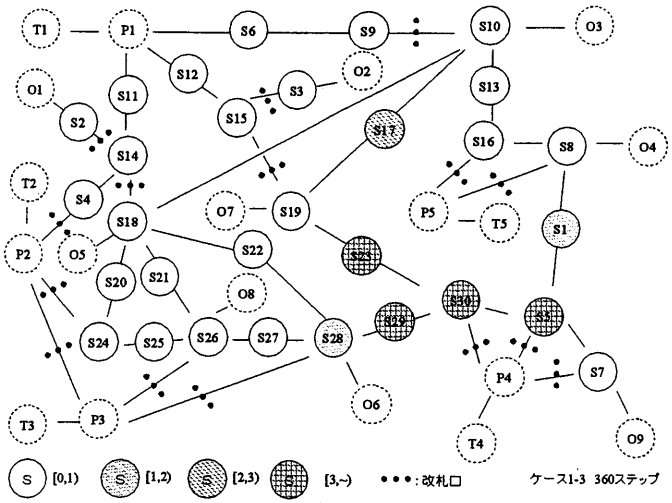 T1 P1 S6 S9 S10 O3
S12 O2
O1 S11 S3 S13
S2 S15
S17
S14 S16 S8 O4
T2
S4 O7 S19 P5 T5
S18 S1
P2 O5 S22 S23
S20 S21
O8 S30
S29 S5
S24 S25 S26 S27 S28
P4 S7
O6
T3 P3
T4 O9
S [0,1) S [1,2) S [2,3) S [3,~) :改札口 ケース1-3 360ステップ